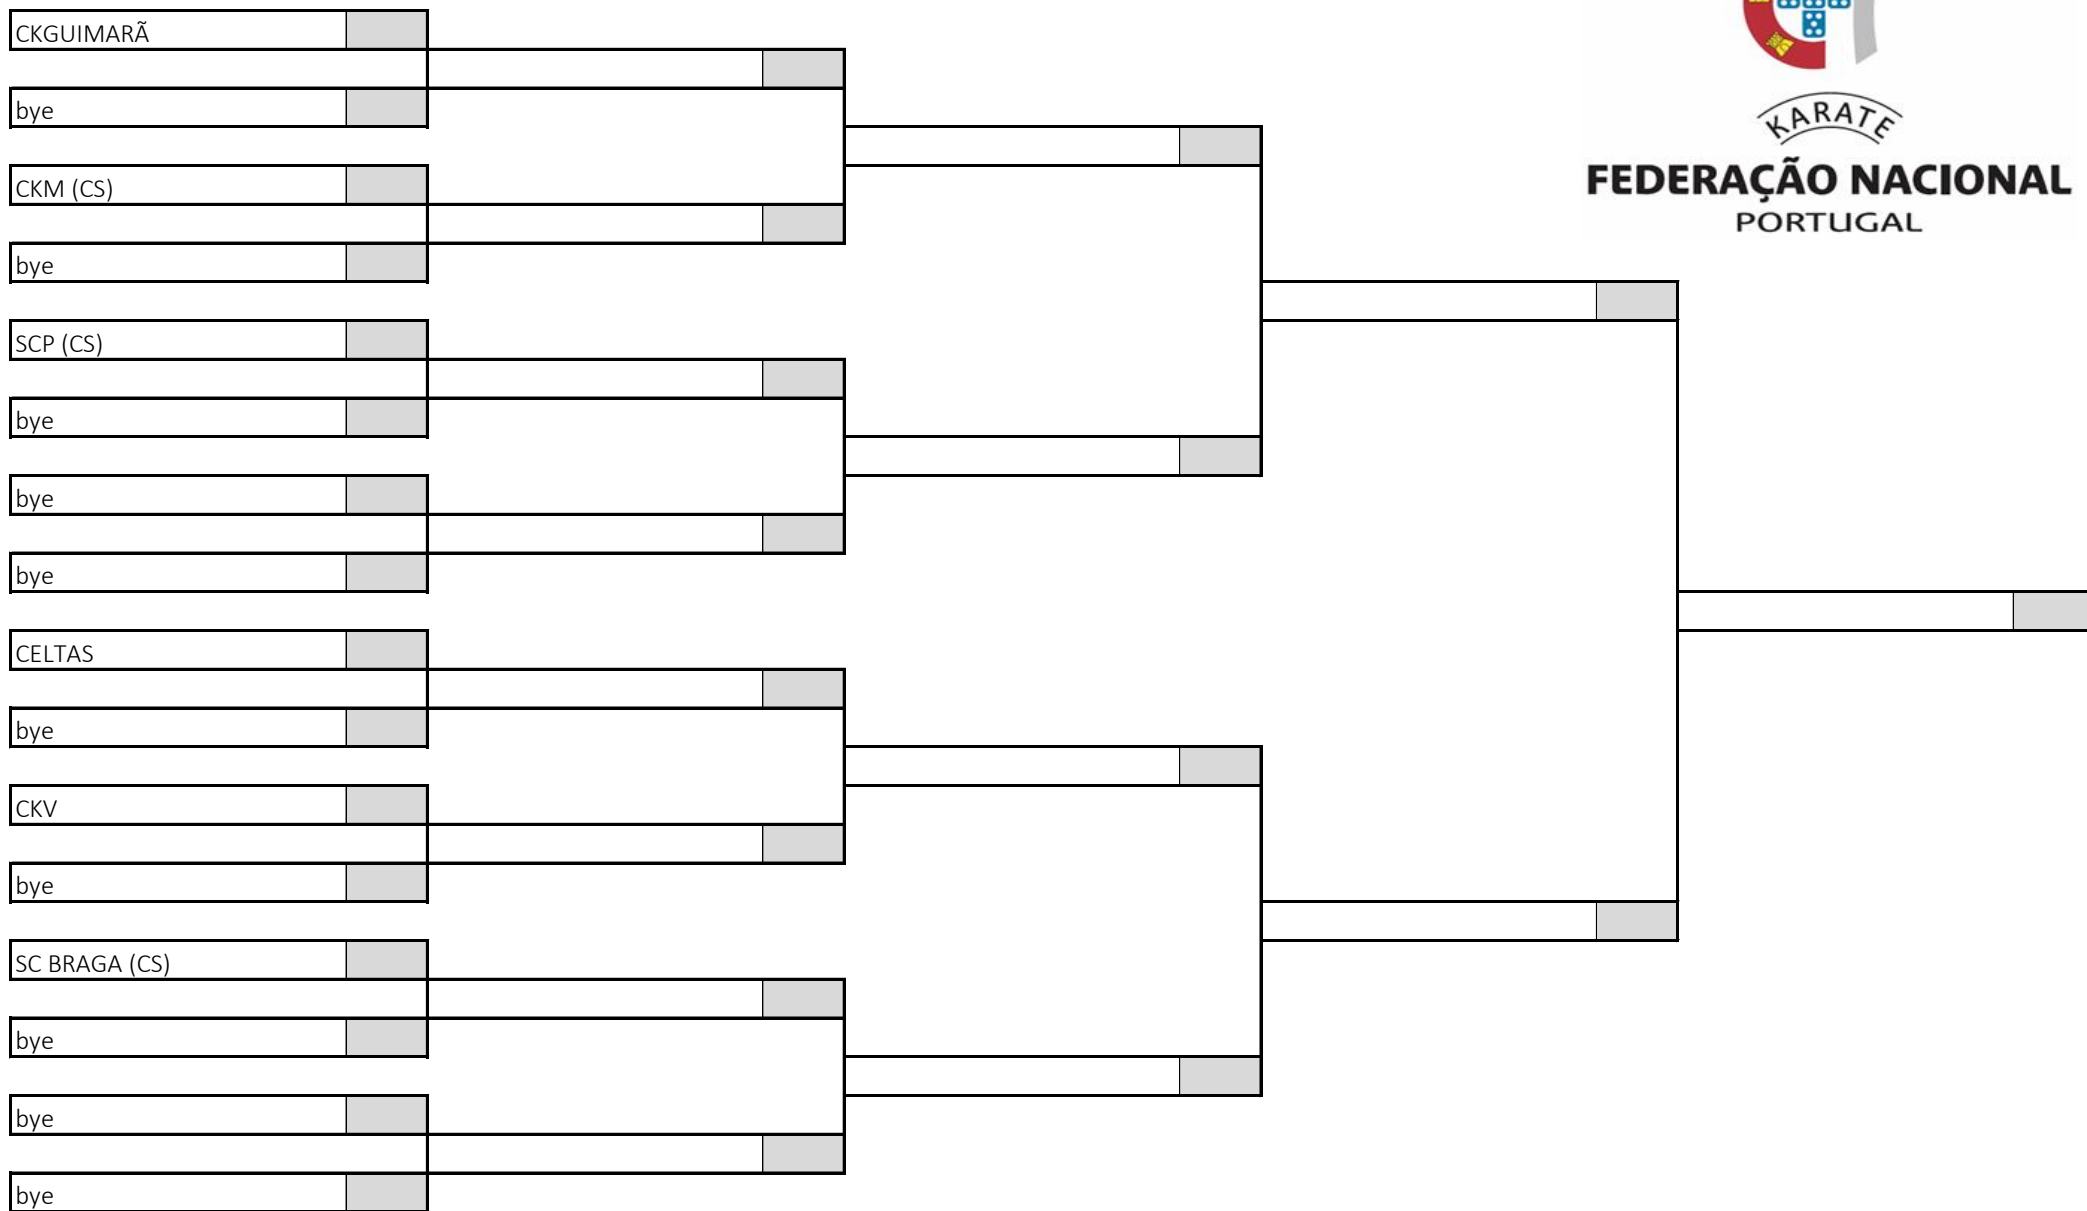 CKGUIMARÃ
bye
CKM (CS)
bye
SCP (CS)
bye
bye
bye
CELTAS
bye
CKV
bye
SC BRAGA (CS)
bye
bye
bye
KARATE
FEDERAÇÃO NACIONAL
PORTUGAL